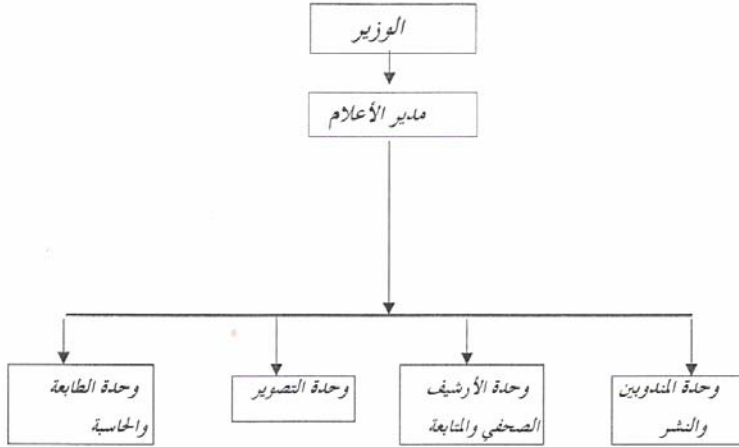 الوزير
مدير الأعلام
وحدة المندوبين
والنشر
وحدة الأرشيف
الصحفي والمتابعة
وحدة التصوير
وحدة الطابعة
والحاسبة